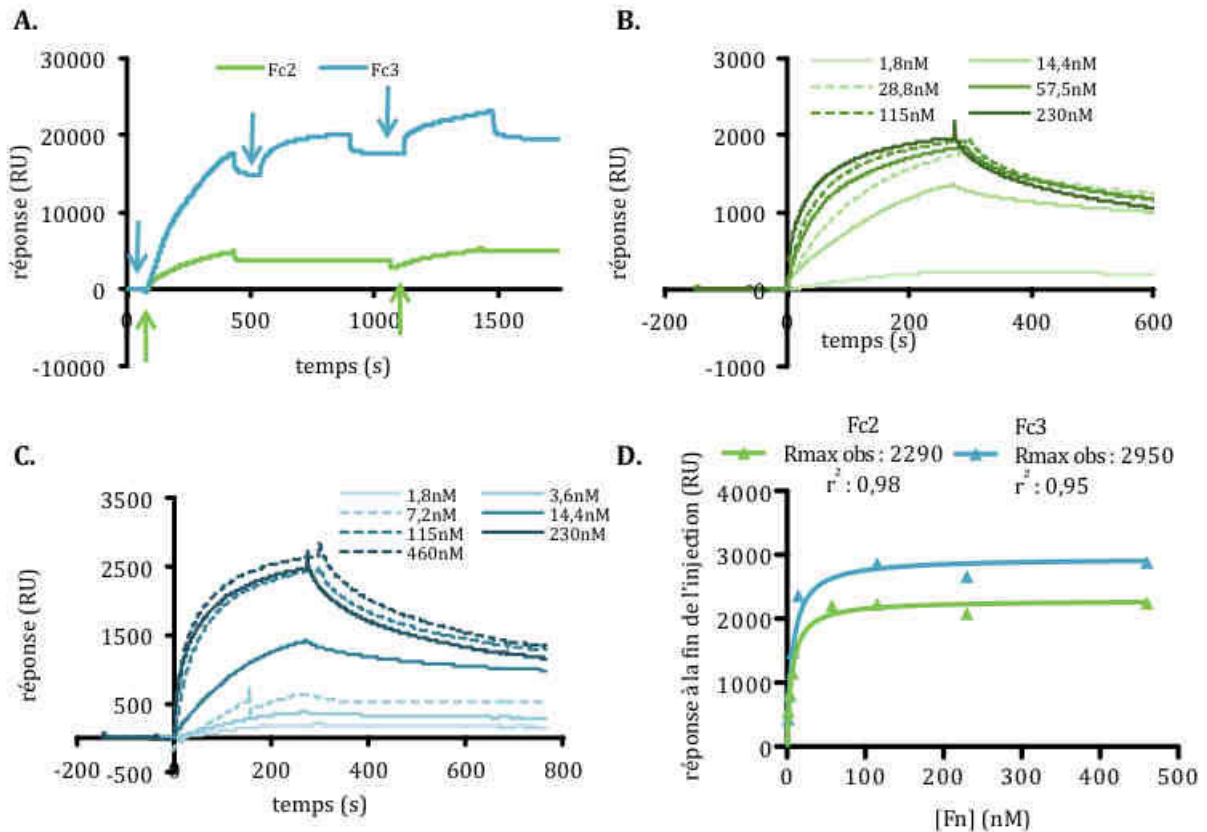 A.
30000
20000
10000
0
-10000
0
500
1000
1500
réponse (RU)
temps (s)
Fc2
Fc3
B.
3000
2000
1000
0
-1000
-200
0
200
400
600
réponse (RU)
temps (s)
1,8nM
14,4nM
28,8nM
57,5nM
115nM
230nM
C.
3500
2500
1500
500
-500
-200
0
200
400
600
800
réponse (RU)
temps (s)
1,8nM
3,6nM
7,2nM
14,4nM
115nM
230nM
460nM
D.
Fc2
Rmax obs : 2290
r² : 0,98
Fc3
Rmax obs : 2950
r² : 0,95
4000
3000
2000
1000
0
0
100
200
300
400
500
réponse à la fin de l'injection (RU)
[Fn] (nM)